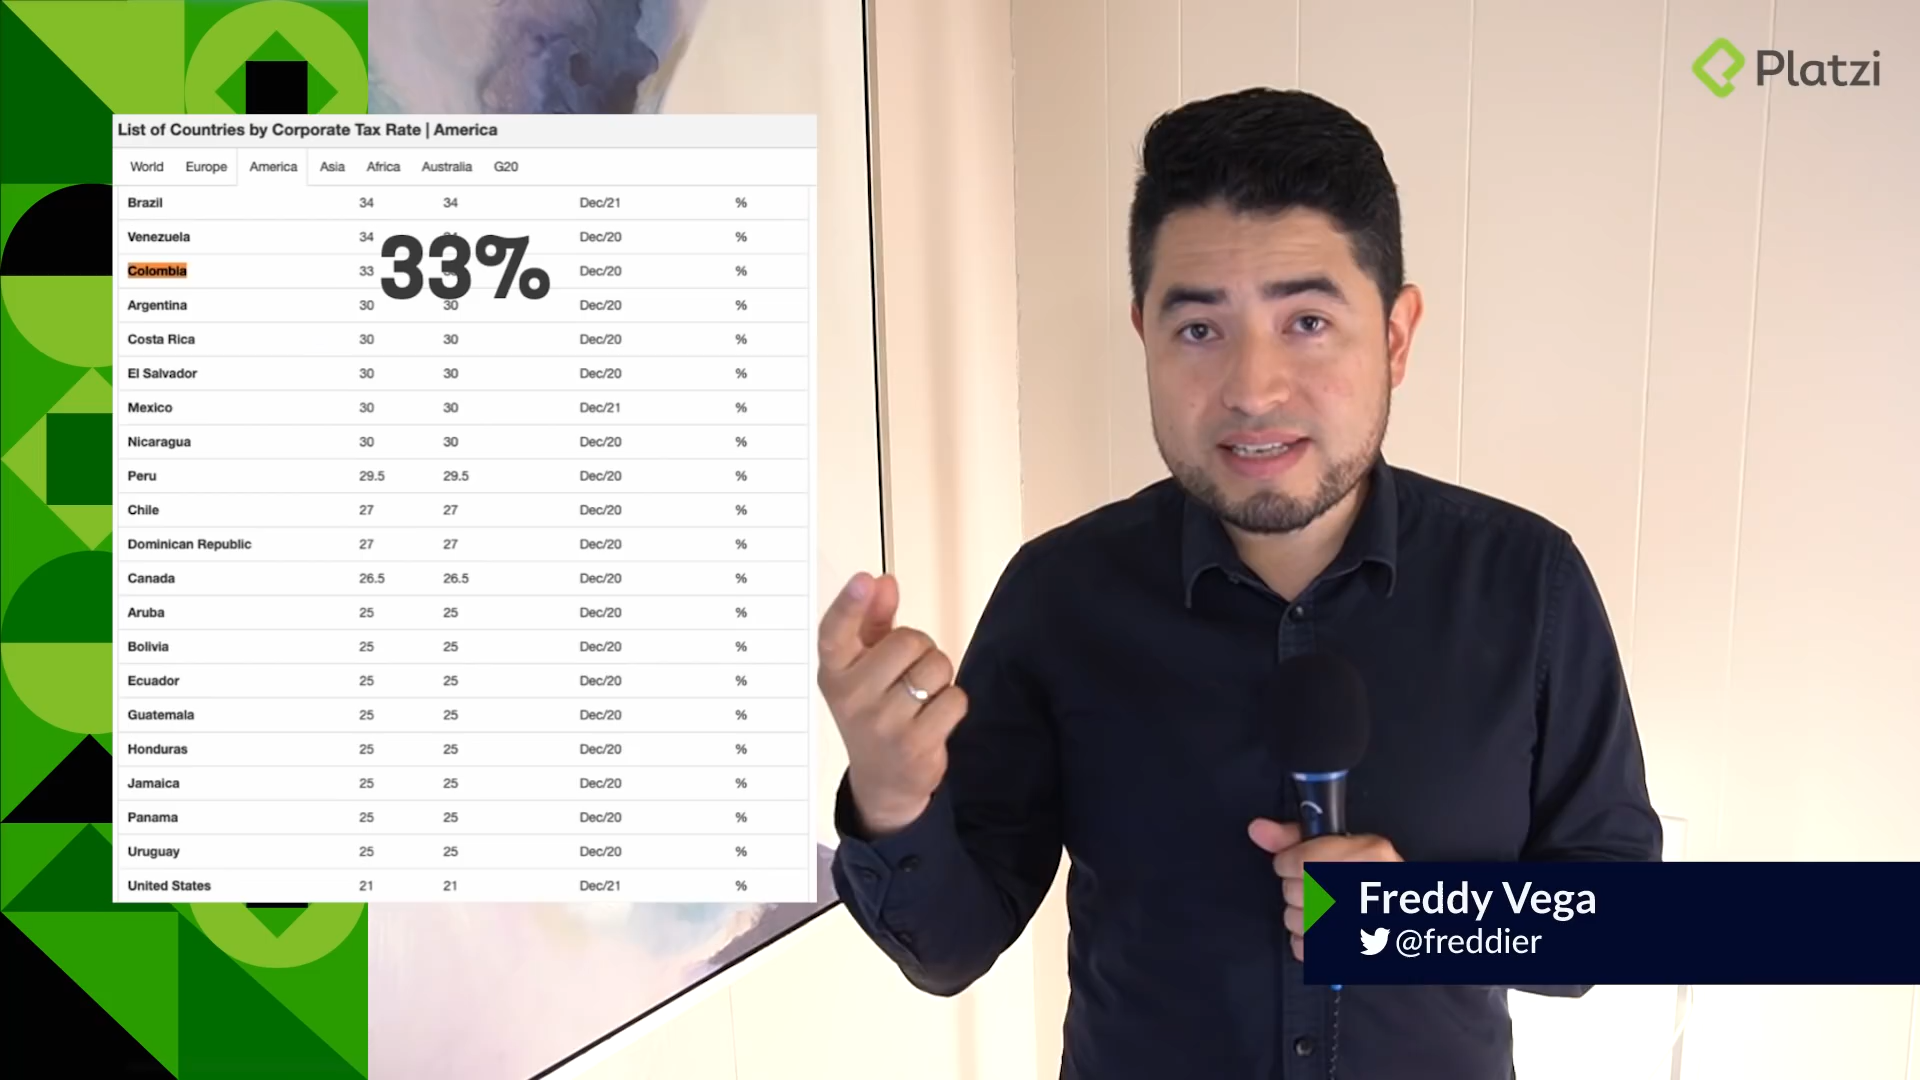 Platzi
List of Countries by Corporate Tax Rate | America
World Europe America Asia Africa Australia G20
Brazil 34 34 Dec/21 %
Venezuela 34 Dec/20 %
33%
Colombia 33 Dec/20 %
Argentina 30 30 Dec/20 %
Costa Rica 30 30 Dec/20 %
El Salvador 30 30 Dec/20 %
Mexico 30 30 Dec/21 %
Nicaragua 30 30 Dec/20 %
Peru 29.5 29.5 Dec/20 %
Chile 27 27 Dec/20 %
Dominican Republic 27 27 Dec/20 %
Canada 26.5 26.5 Dec/20 %
Aruba 25 25 Dec/20 %
Bolivia 25 25 Dec/20 %
Ecuador 25 25 Dec/20 %
Guatemala 25 25 Dec/20 %
Honduras 25 25 Dec/20 %
Jamaica 25 25 Dec/20 %
Panama 25 25 Dec/20 %
Uruguay 25 25 Dec/20 %
United States 21 21 Dec/21 %
Freddy Vega
@freddier